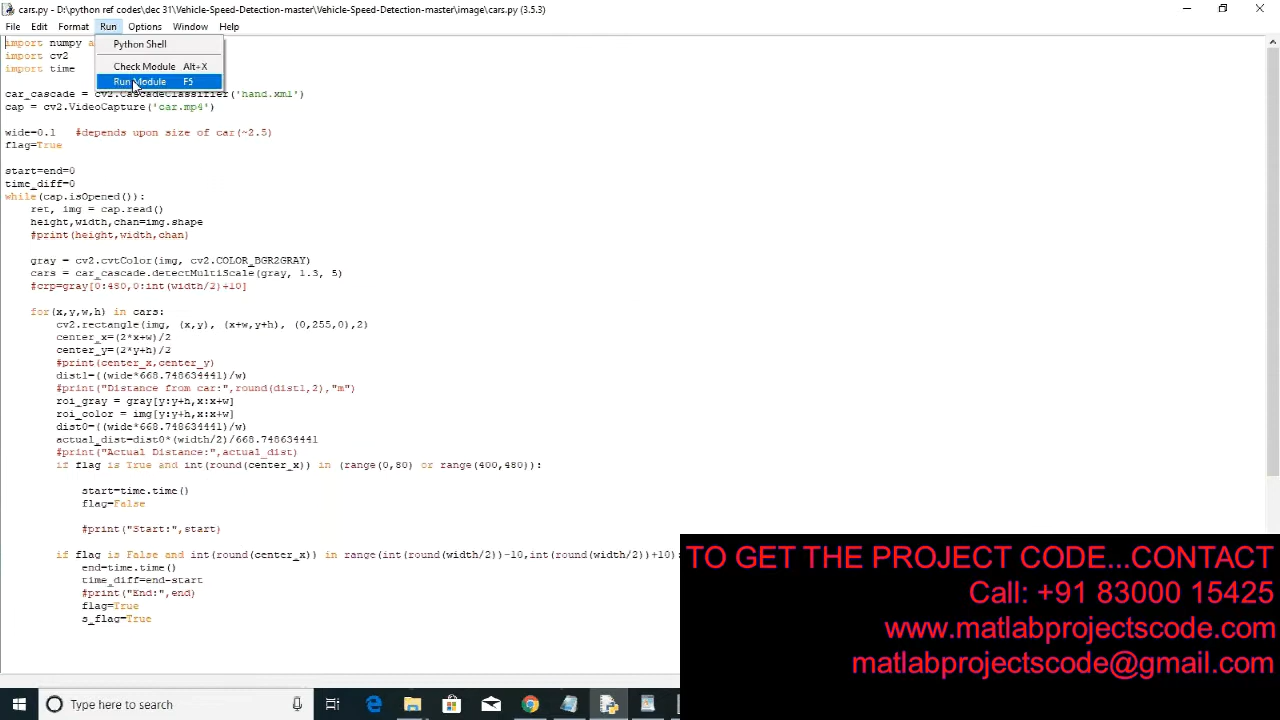 cars.py - D:\python ref codes\dec 31\Vehicle-Speed-Detection-master\Vehicle-Speed-Detection-master\image\cars.py (3.5.3)
File Edit Format Run Options Window Help
import numpy a
Python Shell
import cv2
import time
Check Module Alt+X
Run Module F5
car_cascade = cv2.CascadeClassifier('hand.xml')
cap = cv2.VideoCapture('car.mp4')
wide=0.1 #depends upon size of car(~2.5)
flag=True
start=end=0
time_diff=0
while(cap.isOpened()):
ret, img = cap.read()
height,width,chan=img.shape
#print(height,width,chan)
gray = cv2.cvtColor(img, cv2.COLOR_BGR2GRAY)
cars = car_cascade.detectMultiScale(gray, 1.3, 5)
#crp=gray[0:480,0:int(width/2)+10]
for(x,y,w,h) in cars:
cv2.rectangle(img, (x,y), (x+w,y+h), (0,255,0),2)
center_x=(2*x+w)/2
center_y=(2*y+h)/2
#print(center_x,center_y)
dist1=((wide*668.748634441)/w)
#print("Distance from car:",round(dist1,2),"m")
roi_gray = gray[y:y+h,x:x+w]
roi_color = img[y:y+h,x:x+w]
dist0=((wide*668.748634441)/w)
actual_dist=dist0*(width/2)/668.748634441
#print("Actual Distance:",actual_dist)
if flag is True and int(round(center_x)) in (range(0,80) or range(400,480)):
start=time.time()
flag=False
#print("Start:",start)
if flag is False and int(round(center_x)) in range(int(round(width/2))-10,int(round(width/2))+10):
end=time.time()
time_diff=end-start
#print("End:",end)
flag=True
s_flag=True
TO GET THE PROJECT CODE...CONTACT
Call: +91 83000 15425
www.matlabprojectscode.com
matlabprojectscode@gmail.com
Type here to search